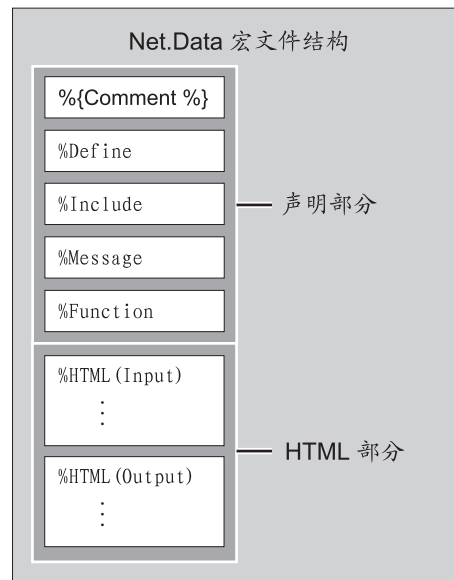 Net.Data 宏文件结构
%{Comment %}
%Define
%Include
声明部分
%Message
%Function
%HTML(Input)
⋮
HTML 部分
%HTML(Output)
⋮